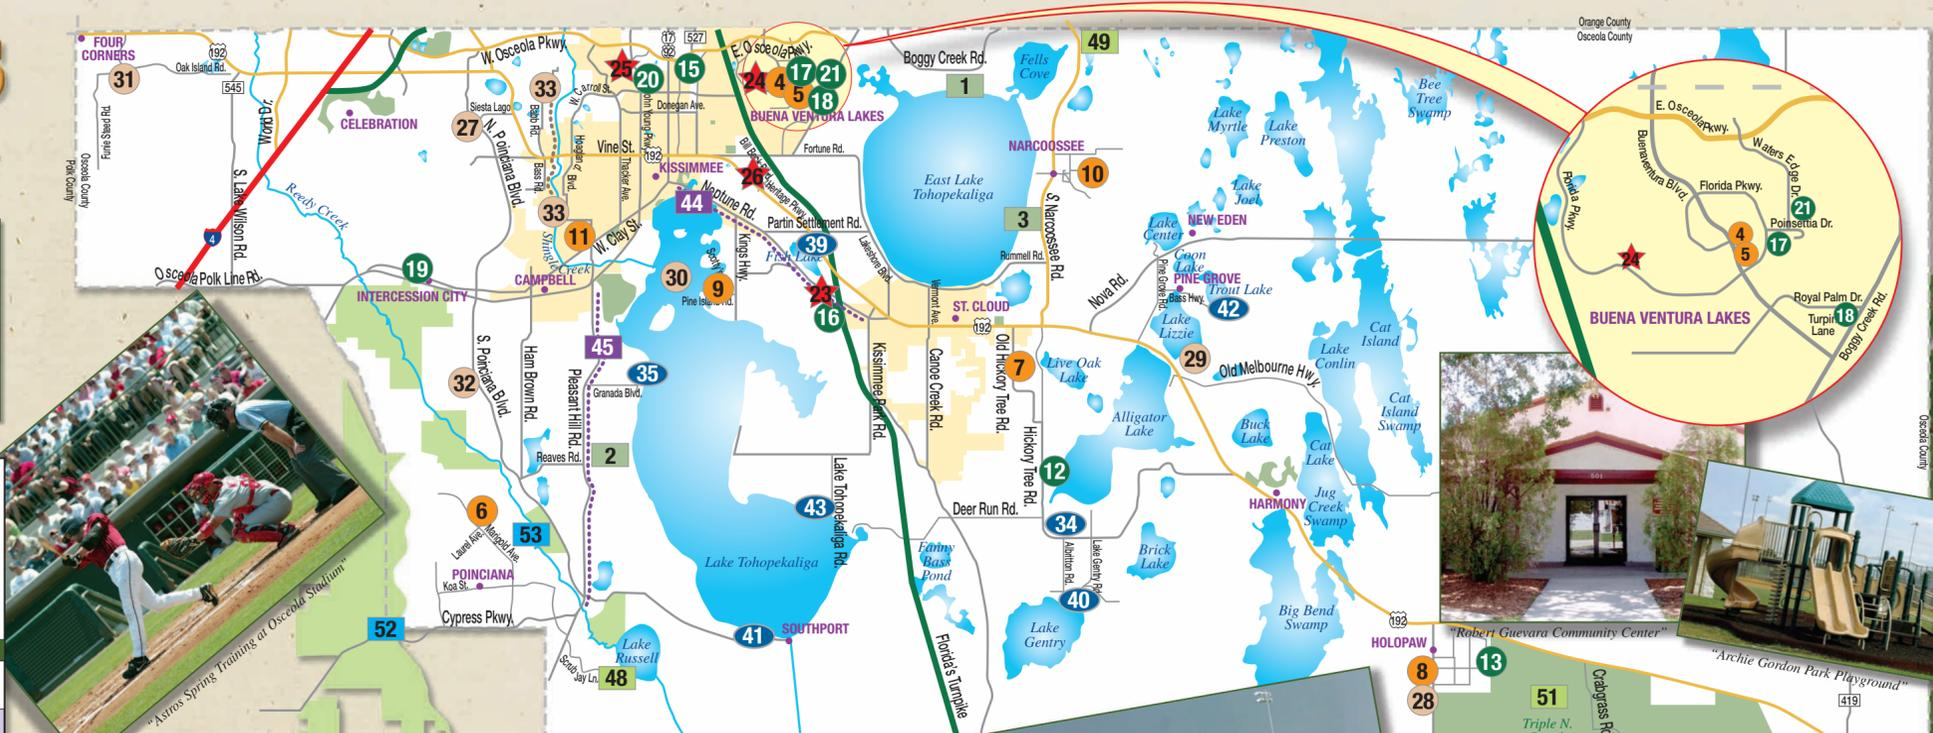 Orange County
Osceola County
FOUR
CORNERS
192
Oak Island Rd.
31
545
Funie Steed Rd.
Osceola County
Polk County
World Dr.
S. Lake Wilson Rd.
4
Osceola Polk Line Rd.
Reedy Creek
CELEBRATION
W. Osceola Pkwy.
Siesta Lago
27
N. Poinciana Blvd.
33
Bass Rd.
Hoagland Blvd.
W. Carroll St.
25
20
17
92
527
15
John Young Pkwy.
Donegan Ave.
Vine St.
192
Thacker Ave.
KISSIMMEE
33
11
W. Clay St.
Shingle Creek
CAMPBELL
19
INTERCESSION CITY
E. Osceola Pkwy.
24
4
17
21
5
18
BUENA VENTURA LAKES
Fortune Rd.
26
Neptune Rd.
44
Partin Settlement Rd.
39
Fish Lake
Kings Hwy.
Lakeshore Blvd.
30
9
Pine Island Rd.
23
16
Boggy Creek Rd.
1
Fells
Cove
49
East Lake
Tohopekaliga
NARCOOSSEE
10
3
S. Narcoossee Rd.
Rummell Rd.
Vermont Ave.
ST. CLOUD
192
Nova Rd.
Lake
Myrtle
Lake
Preston
Lake
Joel
Lake
Center
NEW EDEN
Coon
Lake
PINE GROVE
Pine Grove Rd.
Bass Hwy.
Trout Lake
42
Lake
Lizzie
29
Old Melbourne Hwy.
Bee
Tree
Swamp
Cat
Island
Lake
Conlin
Cat
Island
Swamp
E. Osceola Pkwy.
Buenaventura Blvd.
Waters Edge Dr.
Florida Pkwy.
Florida Pkwy.
21
Poinsettia Dr.
4
17
5
24
Royal Palm Dr.
Turpin
Lane
18
BUENA VENTURA LAKES
Boggy Creek Rd.
Osceola County
45
35
Granada Blvd.
32
S. Poinciana Blvd.
Ham Brown Rd.
Pleasant Hill Rd.
Reaves Rd.
2
Kissimmee Park Rd.
Canoe Creek Rd.
Old Hickory Tree Rd.
7
Live Oak
Lake
Hickory Tree Rd.
Alligator
Lake
12
Buck
Lake
Cat
Lake
HARMONY
Jug
Creek
Swamp
6
Laurel Ave.
Marigold Ave.
53
43
Lake Tohopekaliga Rd.
Deer Run Rd.
34
Lake Tohopekaliga
Fanny
Bass
Pond
Albritton Rd.
Lake Gentry Rd.
Brick
Lake
POINCIANA
Koa St.
Cypress Pkwy.
52
40
41
SOUTHPORT
Lake
Gentry
Big Bend
Swamp
Lake
Russell
Scrub Jay Ln.
48
Florida's Turnpike
192
HOLOPAW
8
13
28
51
Triple N.
Crabgrass Rd.
419
501
"Astros Spring Training at Osceola Stadium"
"Robert Guevara Community Center"
"Archie Gordon Park Playground"